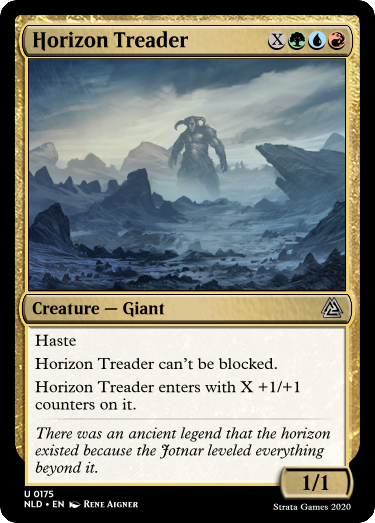 Horizon Treader X
Creature — Giant
Haste
Horizon Treader can't be blocked.
Horizon Treader enters with X +1/+1
counters on it.
There was an ancient legend that the horizon
existed because the Jotnar leveled everything
beyond it.
1/1
U 0175
NLD • EN Rene Aigner
Strata Games 2020